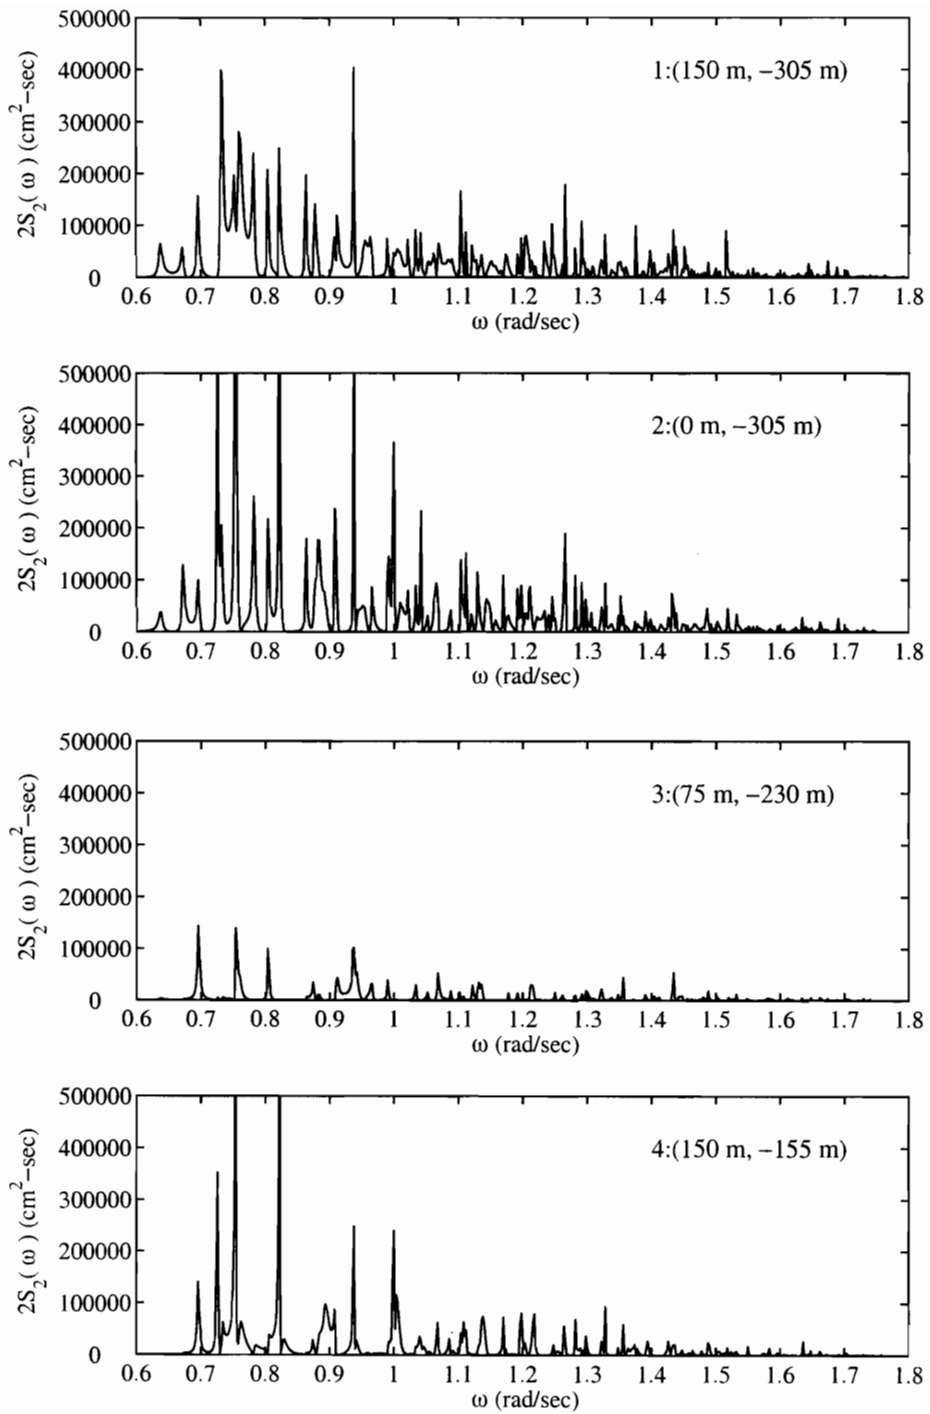 500000
400000
300000
200000
100000
0
2S₂( ω ) (cm²−sec)
1:(150 m, −305 m)
0.6 0.7 0.8 0.9 1 1.1 1.2 1.3 1.4 1.5 1.6 1.7 1.8
ω (rad/sec)
500000
400000
300000
200000
100000
0
2S₂( ω ) (cm²−sec)
2:(0 m, −305 m)
0.6 0.7 0.8 0.9 1 1.1 1.2 1.3 1.4 1.5 1.6 1.7 1.8
ω (rad/sec)
500000
400000
300000
200000
100000
0
2S₂( ω ) (cm²−sec)
3:(75 m, −230 m)
0.6 0.7 0.8 0.9 1 1.1 1.2 1.3 1.4 1.5 1.6 1.7 1.8
ω (rad/sec)
500000
400000
300000
200000
100000
0
2S₂( ω ) (cm²−sec)
4:(150 m, −155 m)
0.6 0.7 0.8 0.9 1 1.1 1.2 1.3 1.4 1.5 1.6 1.7 1.8
ω (rad/sec)